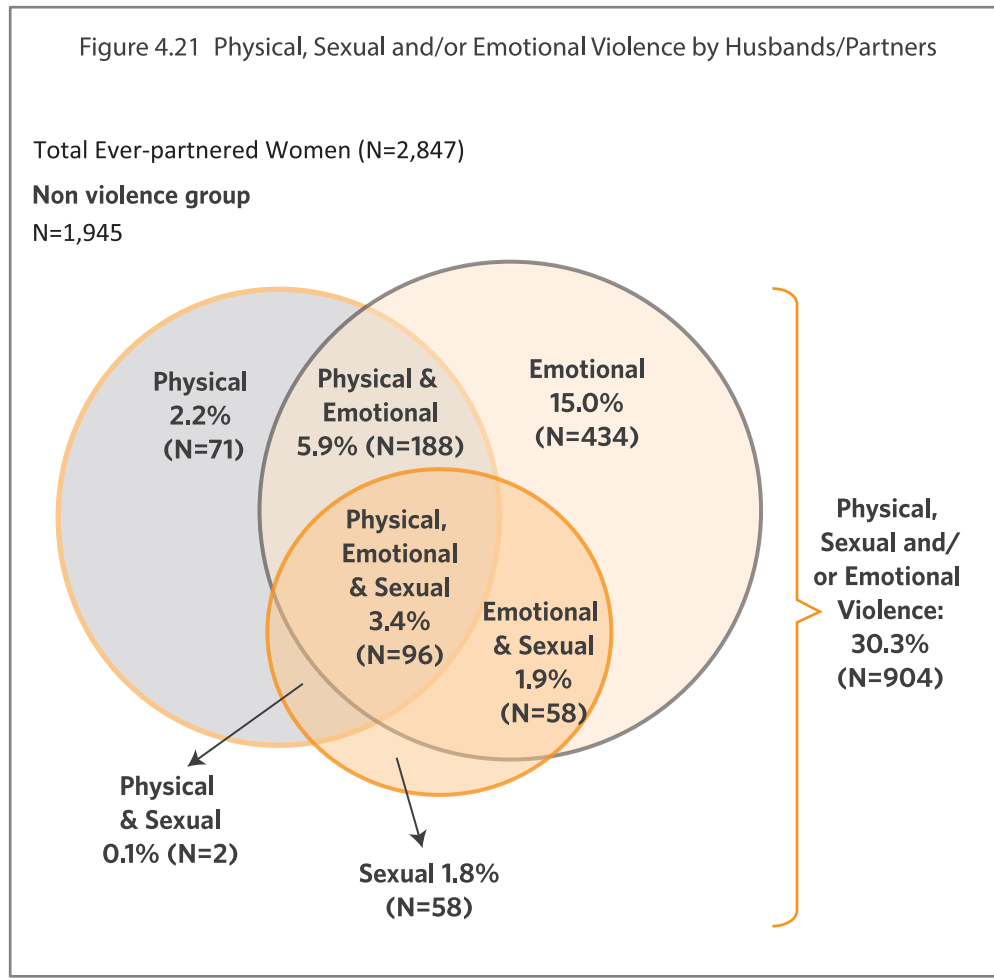 Figure 4.21 Physical, Sexual and/or Emotional Violence by Husbands/Partners
Total Ever-partnered Women (N=2,847)
Non violence group
N=1,945
Physical
2.2%
(N=71)
Physical &
Emotional
5.9% (N=188)
Emotional
15.0%
(N=434)
Physical,
Emotional
& Sexual
3.4%
(N=96)
Emotional
& Sexual
1.9%
(N=58)
Physical,
Sexual and/
or Emotional
Violence:
30.3%
(N=904)
Physical
& Sexual
0.1% (N=2)
Sexual 1.8%
(N=58)